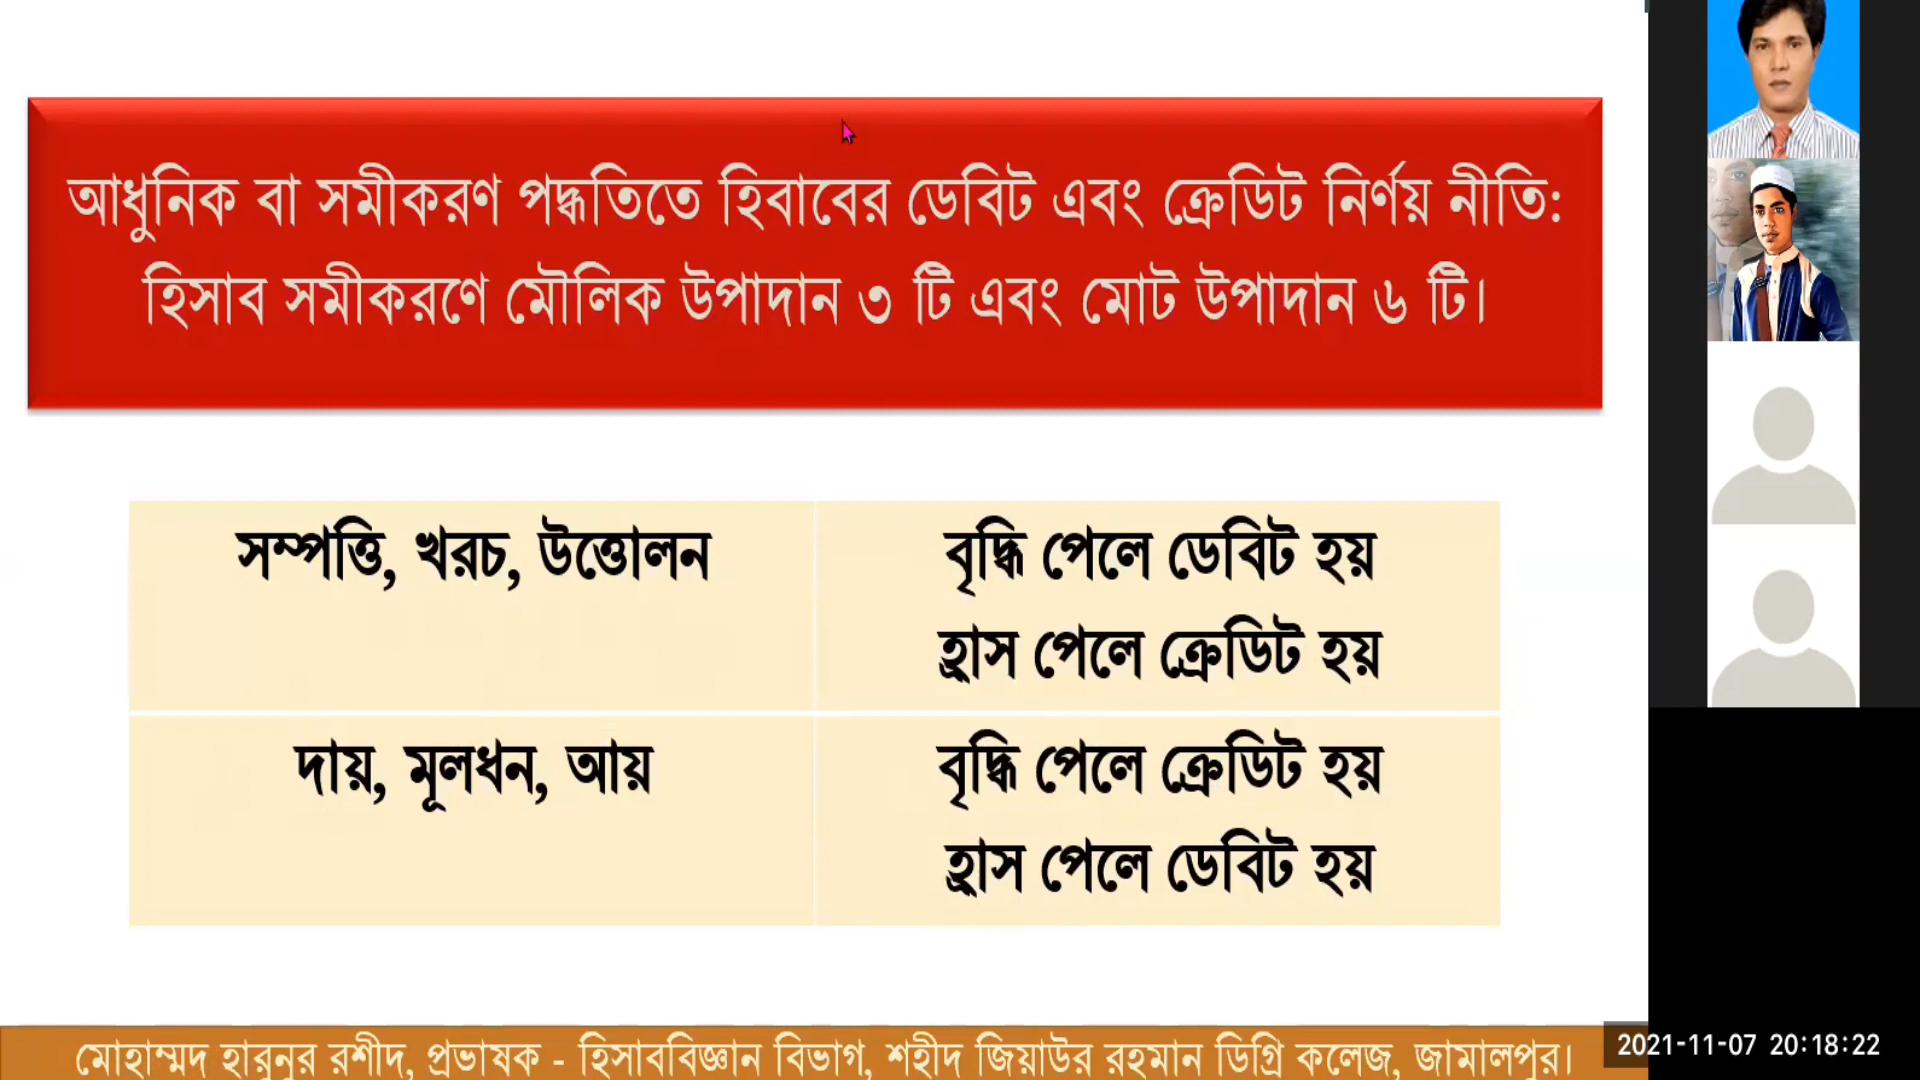 আধুনিক বা সমীকরণ পদ্ধতিতে হিবাবের ডেবিট এবং ক্রেডিট নির্ণয় নীতি:
হিসাব সমীকরণে মৌলিক উপাদান ৩ টি এবং মোট উপাদান ৬ টি।
সম্পত্তি, খরচ, উত্তোলন
বৃদ্ধি পেলে ডেবিট হয়
হ্রাস পেলে ক্রেডিট হয়
দায়, মূলধন, আয়
বৃদ্ধি পেলে ক্রেডিট হয়
হ্রাস পেলে ডেবিট হয়
মোহাম্মদ হারুনুর রশীদ, প্রভাষক - হিসাববিজ্ঞান বিভাগ, শহীদ জিয়াউর রহমান ডিগ্রি কলেজ, জামালপুর।
2021-11-07 20:18:22